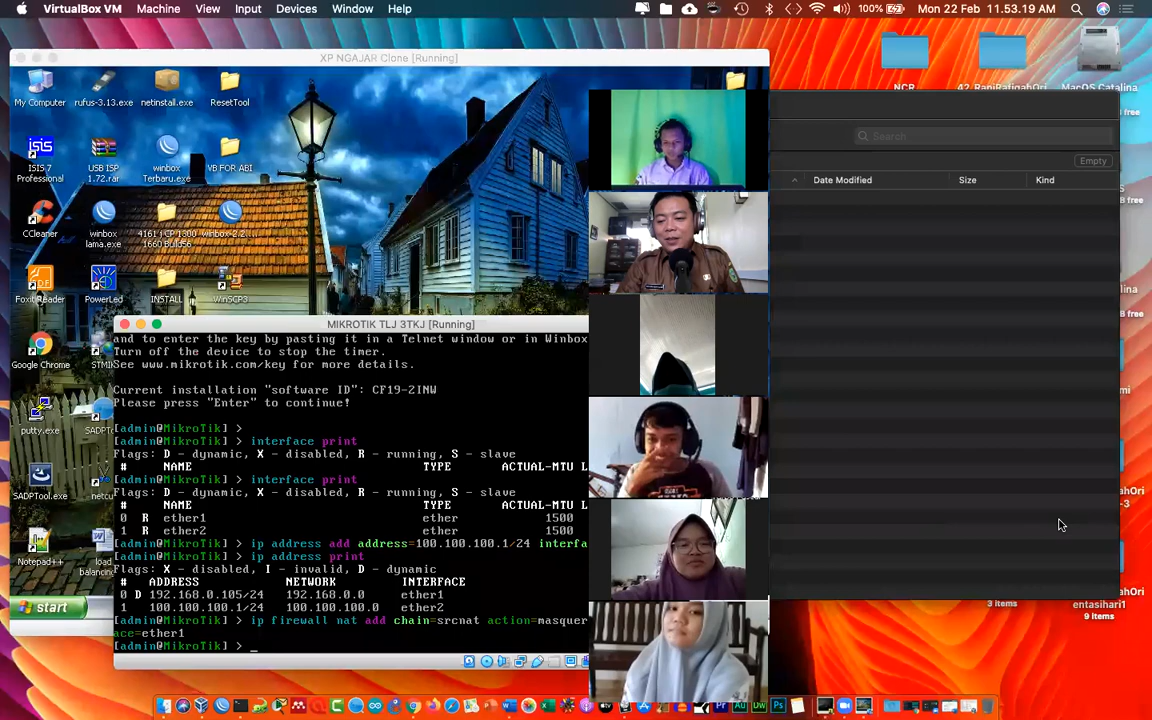 VirtualBox VM Machine View Input Devices Window Help
100% Mon 22 Feb 11.53.19 AM
XP NGAJAR Clone [Running]
My Computer
rufus-3.13.exe
netinstall.exe
ResetTool
ISIS 7
Professional
USB ISP
1.72.rar
winbox
Terbaru.exe
VB FOR ABI
CCleaner
winbox
lama.exe
1660 Build56
Foxit Reader
PowerLed
INSTALL
WinSCP3
Google Chrome
putty.exe
SADPTool.exe
Notepad++
load
start
NCR
MacOS Catalina
Search
Empty
Date Modified Size Kind
MIKROTIK TLJ 3TKJ [Running]
and to enter the key by pasting it in a Telnet window or in Winbox
Turn off the device to stop the timer.
See www.mikrotik.com/key for more details.
Current installation "software ID": CF19-2INW
Please press "Enter" to continue!
[admin@MikroTik] >
[admin@MikroTik] > interface print
Flags: D - dynamic, X - disabled, R - running, S - slave
# NAME TYPE ACTUAL-MTU L
[admin@MikroTik] > interface print
Flags: D - dynamic, X - disabled, R - running, S - slave
# NAME TYPE ACTUAL-MTU L
0 R ether1 ether 1500
1 R ether2 ether 1500
[admin@MikroTik] > ip address add address=100.100.100.1/24 interfa
[admin@MikroTik] > ip address print
Flags: X - disabled, I - invalid, D - dynamic
# ADDRESS NETWORK INTERFACE
0 D 192.168.0.105/24 192.168.0.0 ether1
1 100.100.100.1/24 100.100.100.0 ether2
[admin@MikroTik] > ip firewall nat add chain=srcnat action=masquer
ace=ether1
[admin@MikroTik] > _
3 items
entasihari1
9 items